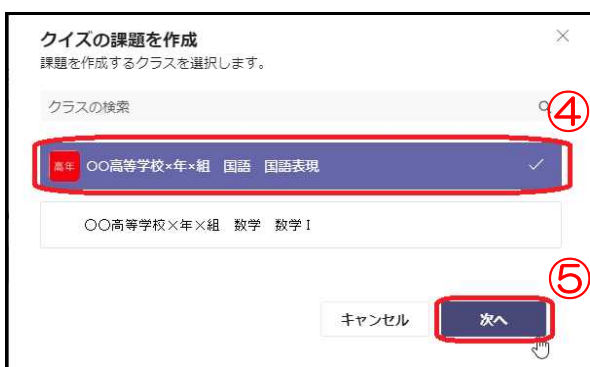 クイズの課題を作成
課題を作成するクラスを選択します。
クラスの検索
④
高年 〇〇高等学校×年×組 国語 国語表現
〇〇高等学校×年×組 数学 数学Ⅰ
⑤
キャンセル 次へ